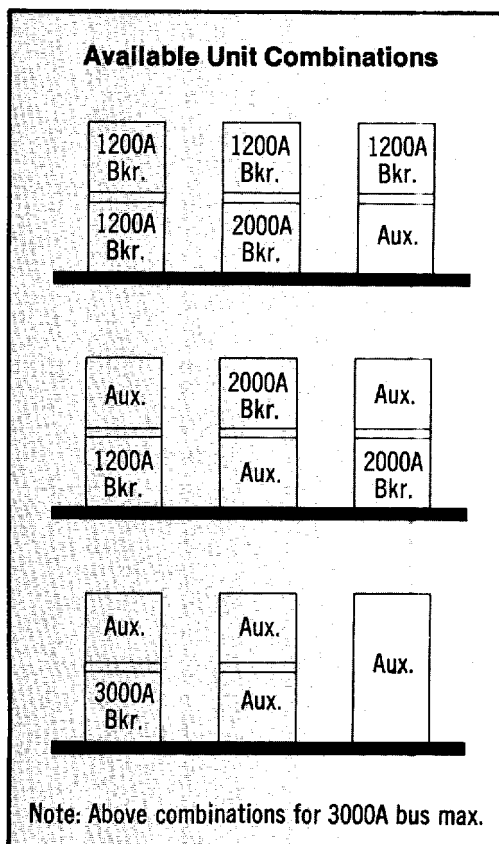 Available Unit Combinations
1200A
Bkr.
1200A
Bkr.
1200A
Bkr.
2000A
Bkr.
1200A
Bkr.
Aux.
Aux.
1200A
Bkr.
2000A
Bkr.
Aux.
Aux.
2000A
Bkr.
Aux.
3000A
Bkr.
Aux.
Aux.
Aux.
Note: Above combinations for 3000A bus max.